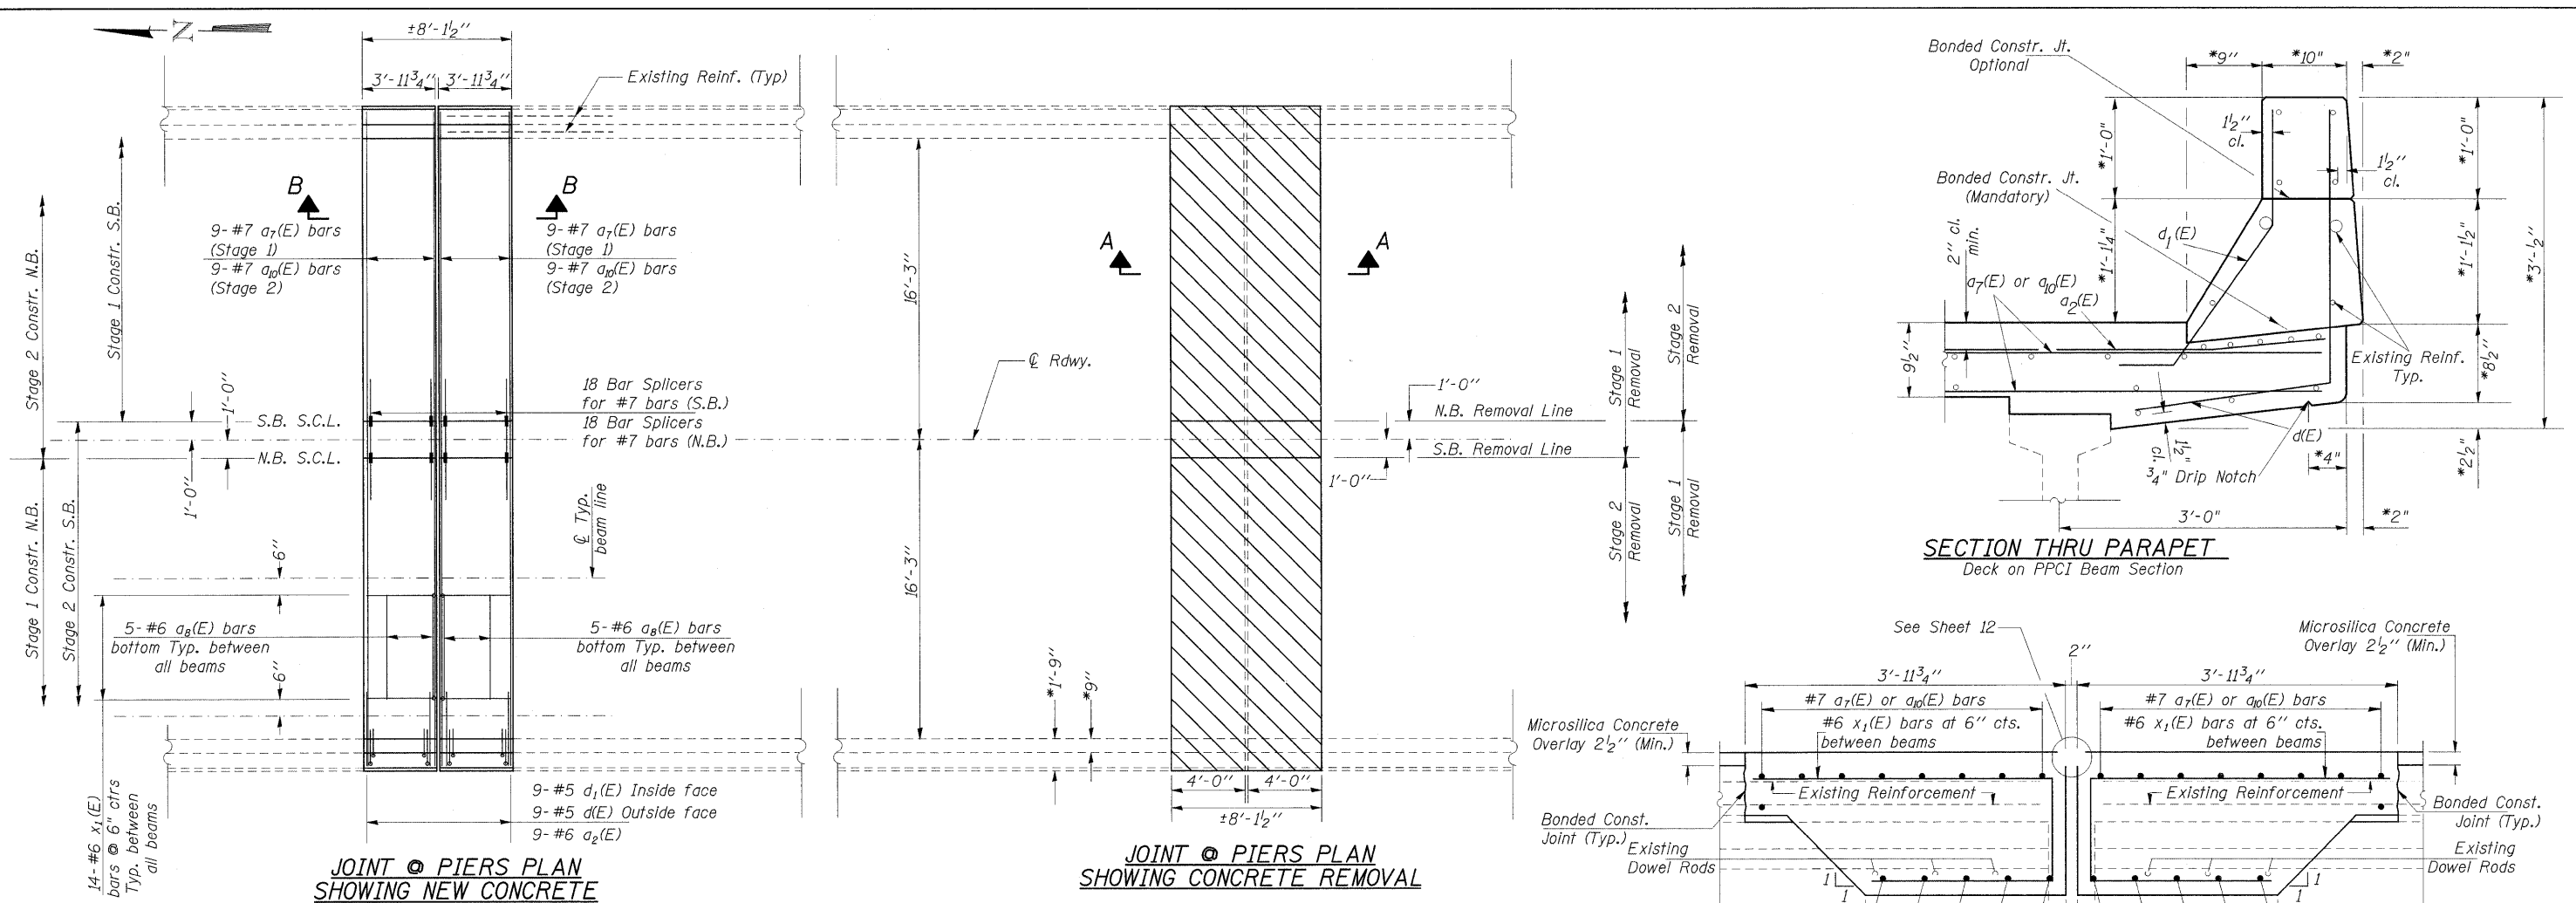 N
±8'-1½"
3'-11¾"
3'-11¾"
Existing Reinf. (Typ)
B
B
9- #7 a7(E) bars
(Stage 1)
9- #7 a10(E) bars
(Stage 2)
9- #7 a7(E) bars
(Stage 1)
9- #7 a10(E) bars
(Stage 2)
Stage 2 Constr. N.B.
Stage 1 Constr. S.B.
1'-0"
18 Bar Splicers
for #7 bars (S.B.)
18 Bar Splicers
for #7 bars (N.B.)
S.B. S.C.L.
N.B. S.C.L.
1'-0"
Stage 1 Constr. N.B.
Stage 2 Constr. S.B.
℄ Typ.
beam line
6"
5- #6 a8(E) bars
bottom Typ. between
all beams
5- #6 a8(E) bars
bottom Typ. between
all beams
6"
14- #6 x1(E)
bars @ 6" ctrs
Typ. between
all beams
9- #5 d1(E) Inside face
9- #5 d(E) Outside face
9- #6 a2(E)
JOINT @ PIERS PLAN
SHOWING NEW CONCRETE
16'-3"
16'-3"
℄ Rdwy.
A
A
1'-0"
N.B. Removal Line
S.B. Removal Line
1'-0"
Stage 1
Removal
Stage 2
Removal
Stage 2
Removal
Stage 1
Removal
*1'-9"
*9"
4'-0"
4'-0"
±8'-1½"
JOINT @ PIERS PLAN
SHOWING CONCRETE REMOVAL
Bonded Constr. Jt.
Optional
*9"
*10"
*2"
1½"
cl.
*1'-0"
*1'-0"
1½"
cl.
Bonded Constr. Jt.
(Mandatory)
d1(E)
2" cl.
min.
*1'-1¼"
*1'-1½"
*3'-½"
a7(E) or a10(E)
a2(E)
9½"
Existing Reinf.
Typ.
*8½"
d(E)
1½"
cl.
*4"
¾" Drip Notch
*2½"
3'-0"
*2"
SECTION THRU PARAPET
Deck on PPCI Beam Section
See Sheet 12
Microsilica Concrete
Overlay 2½" (Min.)
2"
3'-11¾"
3'-11¾"
#7 a7(E) or a10(E) bars
#7 a7(E) or a10(E) bars
#6 x1(E) bars at 6" cts.
between beams
#6 x1(E) bars at 6" cts.
between beams
Microsilica Concrete
Overlay 2½" (Min.)
Existing Reinforcement
Existing Reinforcement
Bonded Const.
Joint (Typ.)
Bonded Const.
Joint (Typ.)
Existing
Dowel Rods
Existing
Dowel Rods
1
1
1
1